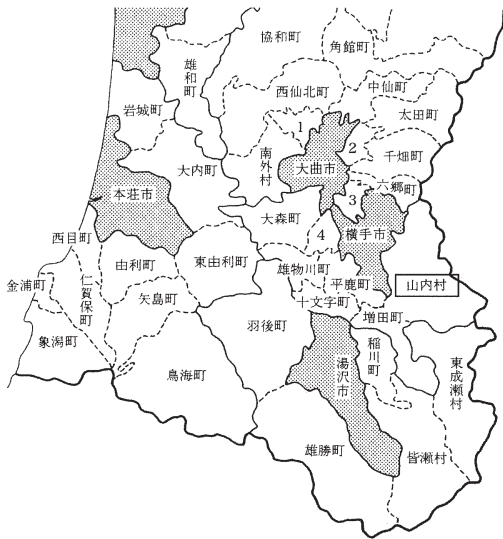 協和町
角館町
雄和町
西仙北町
中仙町
岩城町
太田町
1
2
南外村
大曲市
千畑町
大内町
六郷町
本荘市
3
大森町
4
横手市
西目町
由利町
東由利町
雄物川町
平鹿町
山内村
金浦町
仁賀保町
矢島町
十文字町
増田町
象潟町
羽後町
稲川町
湯沢市
東成瀬村
鳥海町
雄勝町
皆瀬村